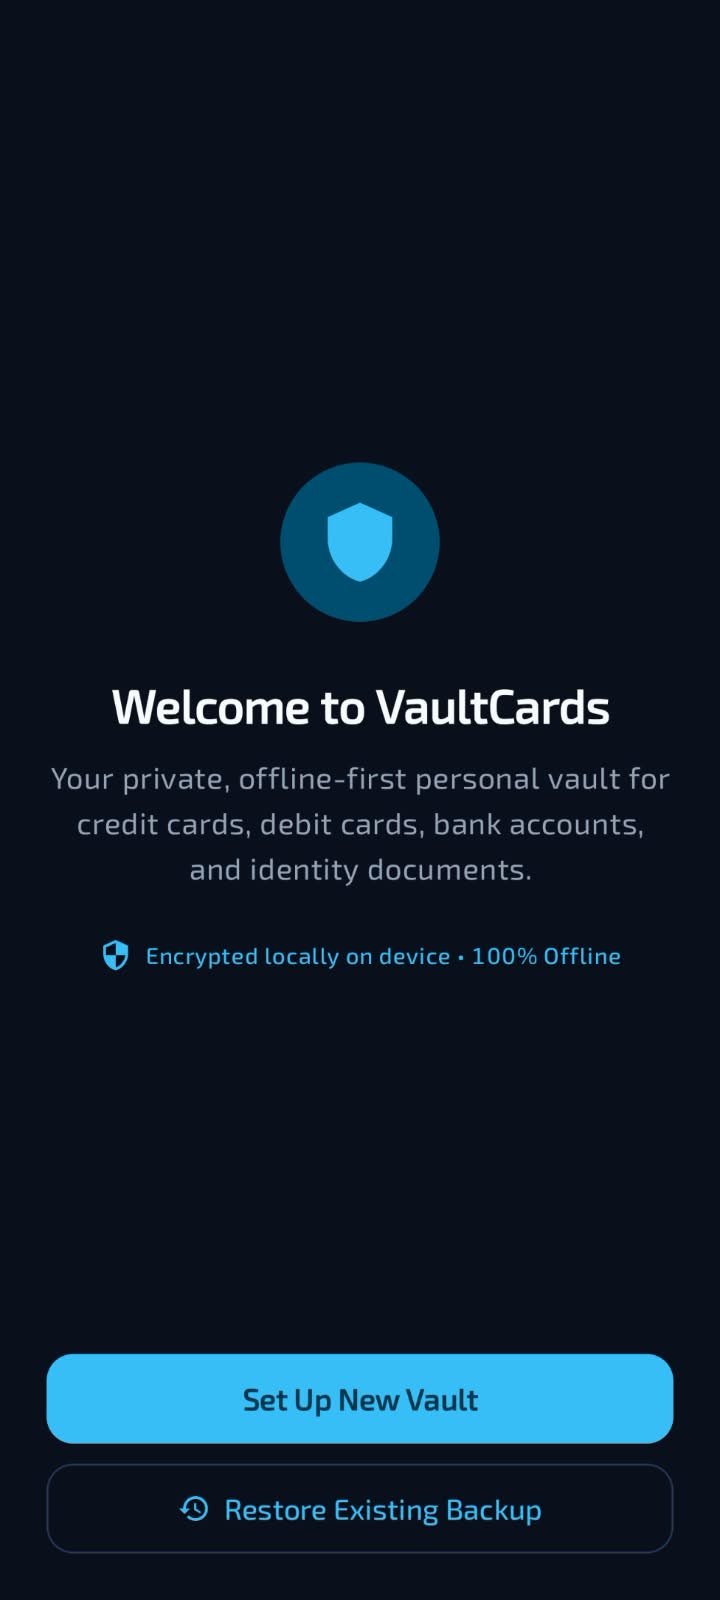 Welcome to VaultCards
Your private, offline-first personal vault for
credit cards, debit cards, bank accounts,
and identity documents.
Encrypted locally on device • 100% Offline
Set Up New Vault
Restore Existing Backup